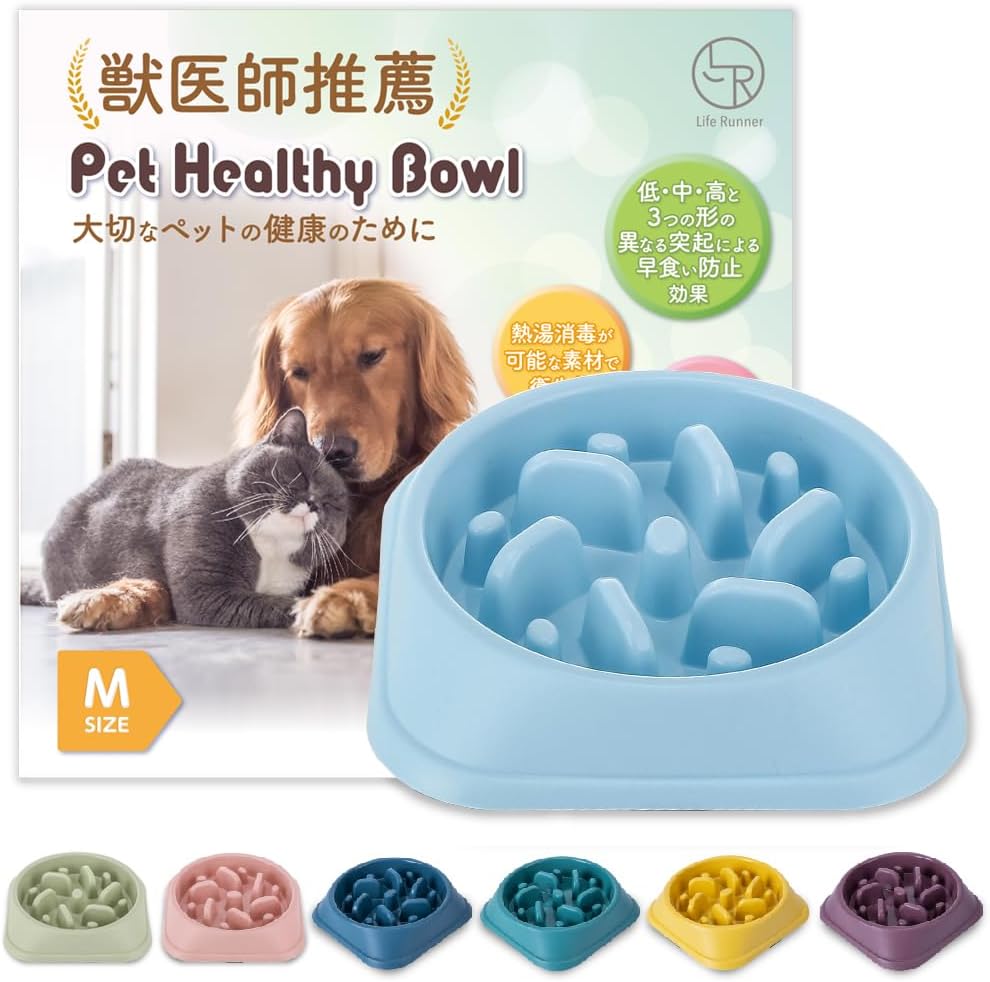 獣医師推薦
LR
Life Runner
Pet Healthy Bowl
大切なペットの健康のために
低・中・高と
3つの形の
異なる突起による
早食い防止
効果
熱湯消毒が
可能な素材で
M
SIZE